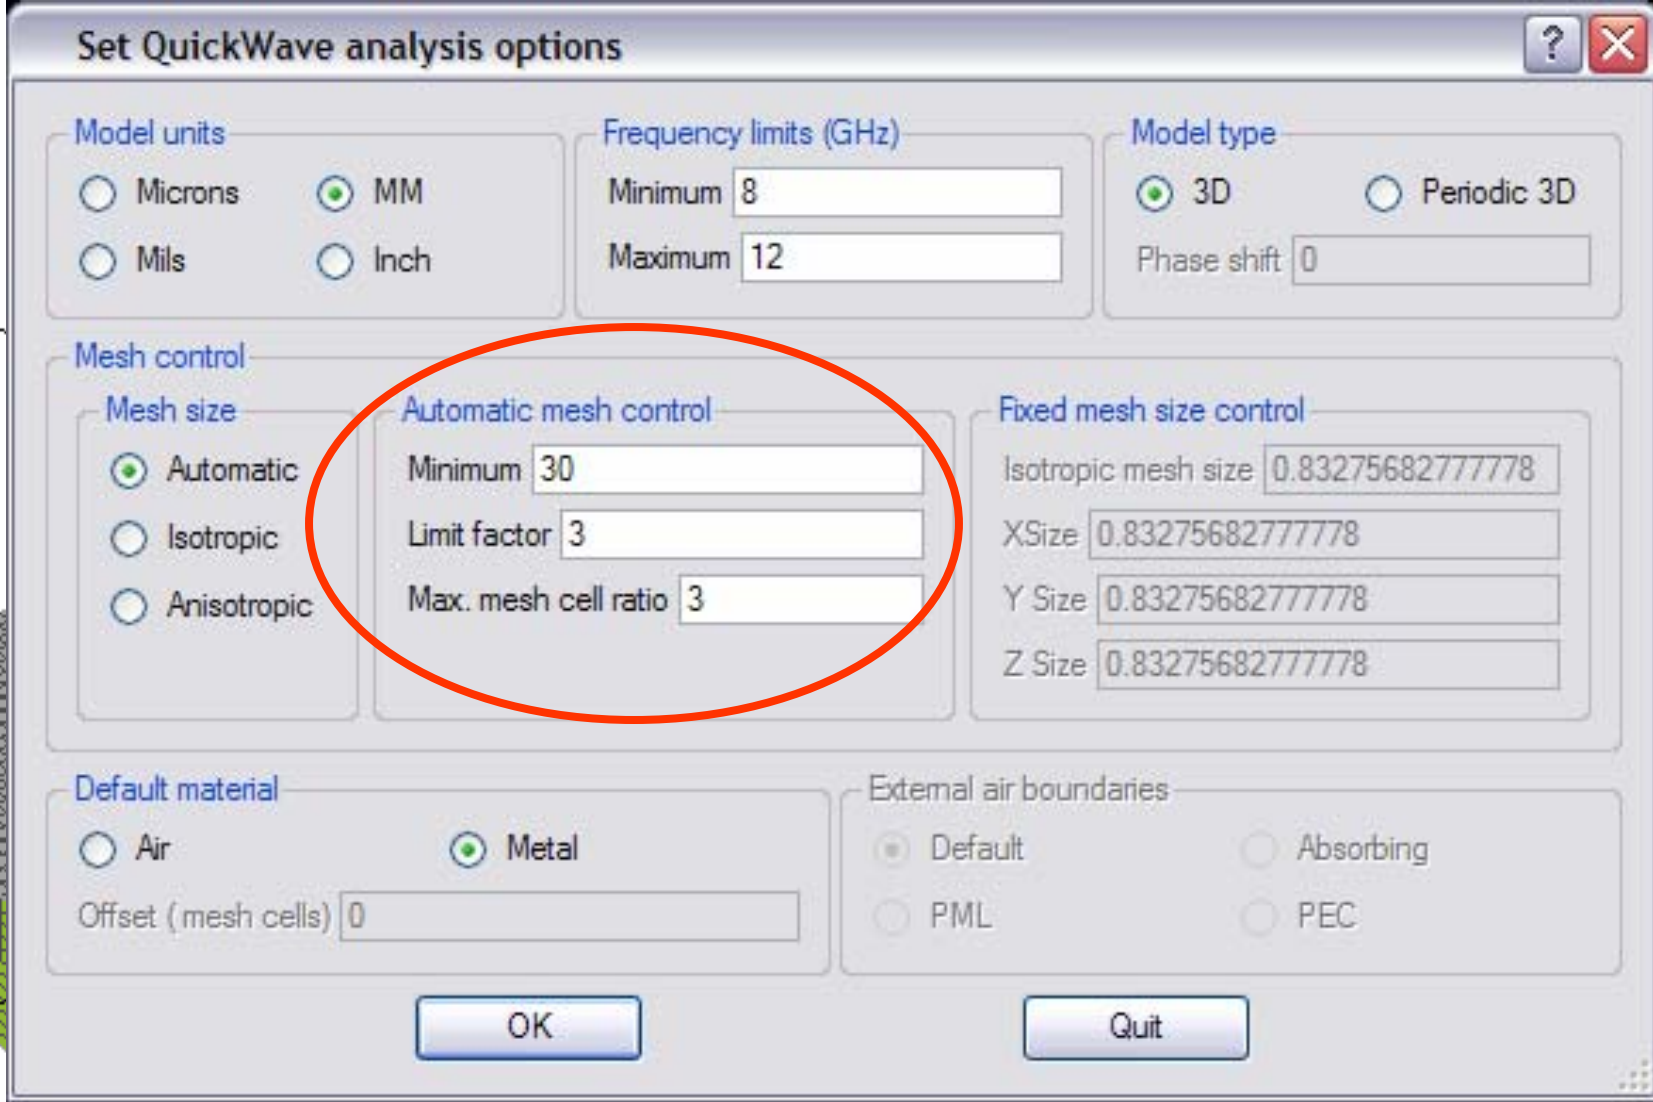 Set QuickWave analysis options
?
Model units
Microns
MM
Mils
Inch
Frequency limits (GHz)
Minimum 8
Maximum 12
Model type
3D
Periodic 3D
Phase shift 0
Mesh control
Mesh size
Automatic
Isotropic
Anisotropic
Automatic mesh control
Minimum 30
Limit factor 3
Max. mesh cell ratio 3
Fixed mesh size control
Isotropic mesh size 0.83275682777778
XSize 0.83275682777778
Y Size 0.83275682777778
Z Size 0.83275682777778
Default material
Air
Metal
Offset ( mesh cells) 0
External air boundaries
Default
Absorbing
PML
PEC
OK
Quit